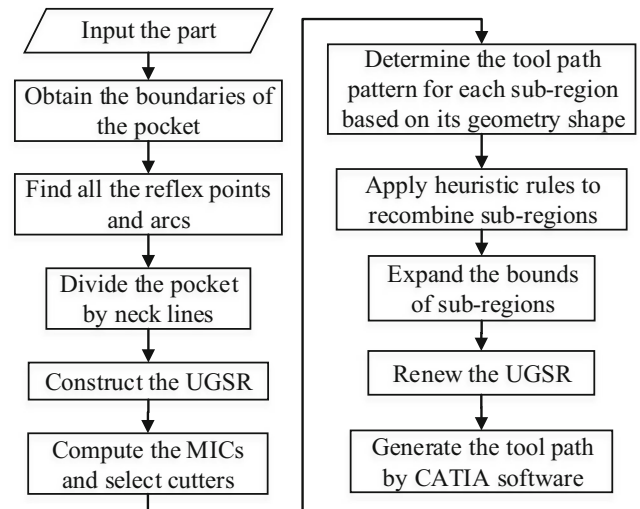 Input the part
Obtain the boundaries of
the pocket
Find all the reflex points
and arcs
Divide the pocket
by neck lines
Construct the UGSR
Compute the MICs
and select cutters
Determine the tool path
pattern for each sub-region
based on its geometry shape
Apply heuristic rules to
recombine sub-regions
Expand the bounds
of sub-regions
Renew the UGSR
Generate the tool path
by CATIA software